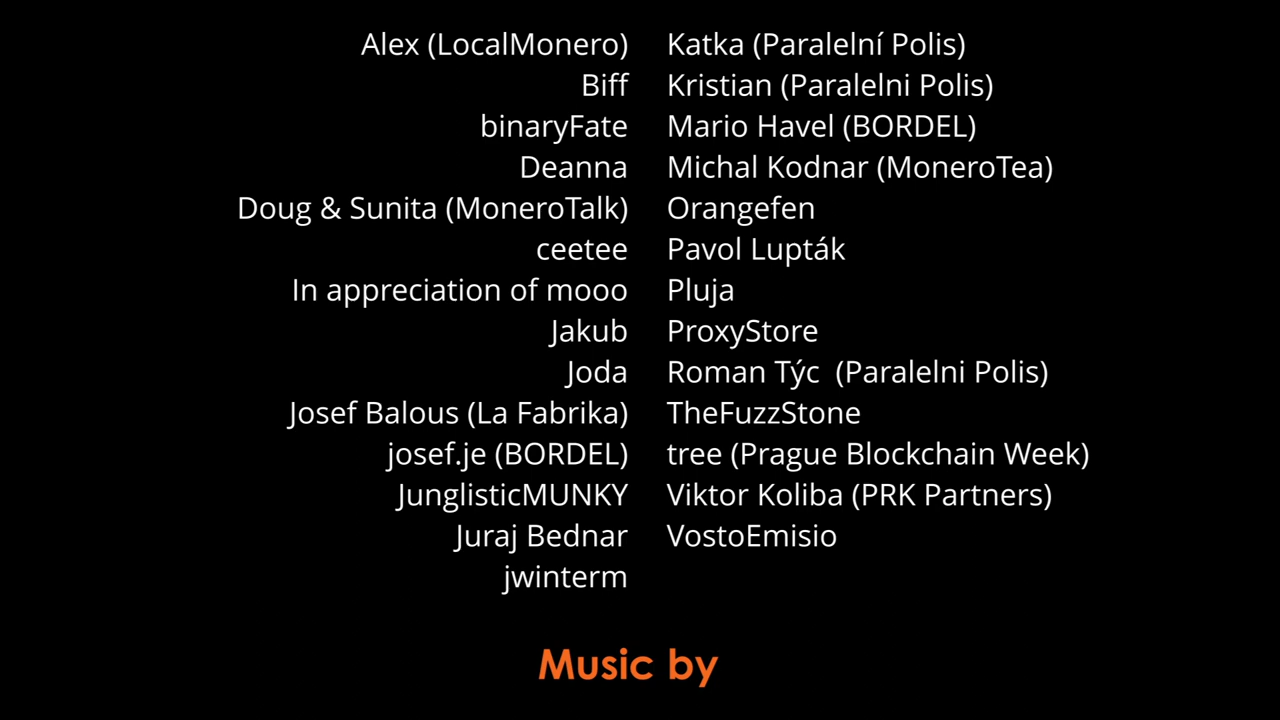 Alex (LocalMonero)
Biff
binaryFate
Deanna
Doug & Sunita (MoneroTalk)
ceetee
In appreciation of mooo
Jakub
Joda
Josef Balous (La Fabrika)
josef.je (BORDEL)
JunglisticMUNKY
Juraj Bednar
jwinterm
Katka (Paralelní Polis)
Kristian (Paralelni Polis)
Mario Havel (BORDEL)
Michal Kodnar (MoneroTea)
Orangefen
Pavol Lupták
Pluja
ProxyStore
Roman Týc  (Paralelni Polis)
TheFuzzStone
tree (Prague Blockchain Week)
Viktor Koliba (PRK Partners)
VostoEmisio
Music by